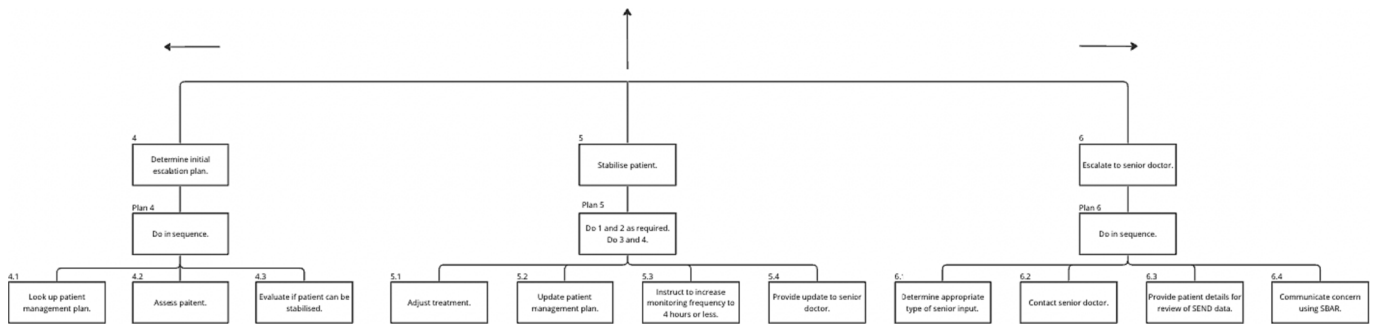 4
Determine initial
escalation plan.
Plan 4
Do in sequence.
4.1
Look up patient
management plan.
4.2
Assess paitent.
4.3
Evaluate if patient can be
stabilised.
5
Stabilise patient.
Plan 5
Do 1 and 2 as required.
Do 3 and 4.
5.1
Adjust treatment.
5.2
Update patient
management plan.
5.3
Instruct to increase
monitoring frequency to
4 hours or less.
5.4
Provide update to senior
doctor.
6
Escalate to senior doctor.
Plan 6
Do in sequence.
6.
Determine appropriate
type of senior input.
6.2
Contact senior doctor.
6.3
Provide patient details for
review of SEND data.
6.4
Communicate concern
using SBAR.